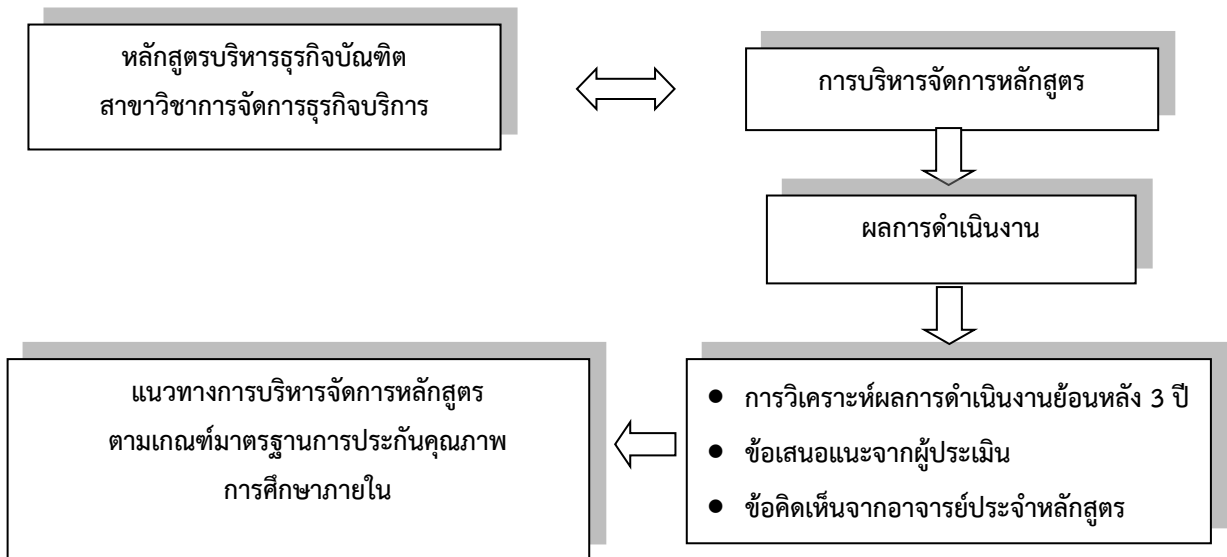 หลักสูตรบริหารธุรกิจบัณฑิต
สาขาวิชาการจัดการธุรกิจบริการ
การบริหารจัดการหลักสูตร
ผลการดำเนินงาน
● การวิเคราะห์ผลการดำเนินงานย้อนหลัง 3 ปี
● ข้อเสนอแนะจากผู้ประเมิน
● ข้อคิดเห็นจากอาจารย์ประจำหลักสูตร
แนวทางการบริหารจัดการหลักสูตร
ตามเกณฑ์มาตรฐานการประกันคุณภาพ
การศึกษาภายใน